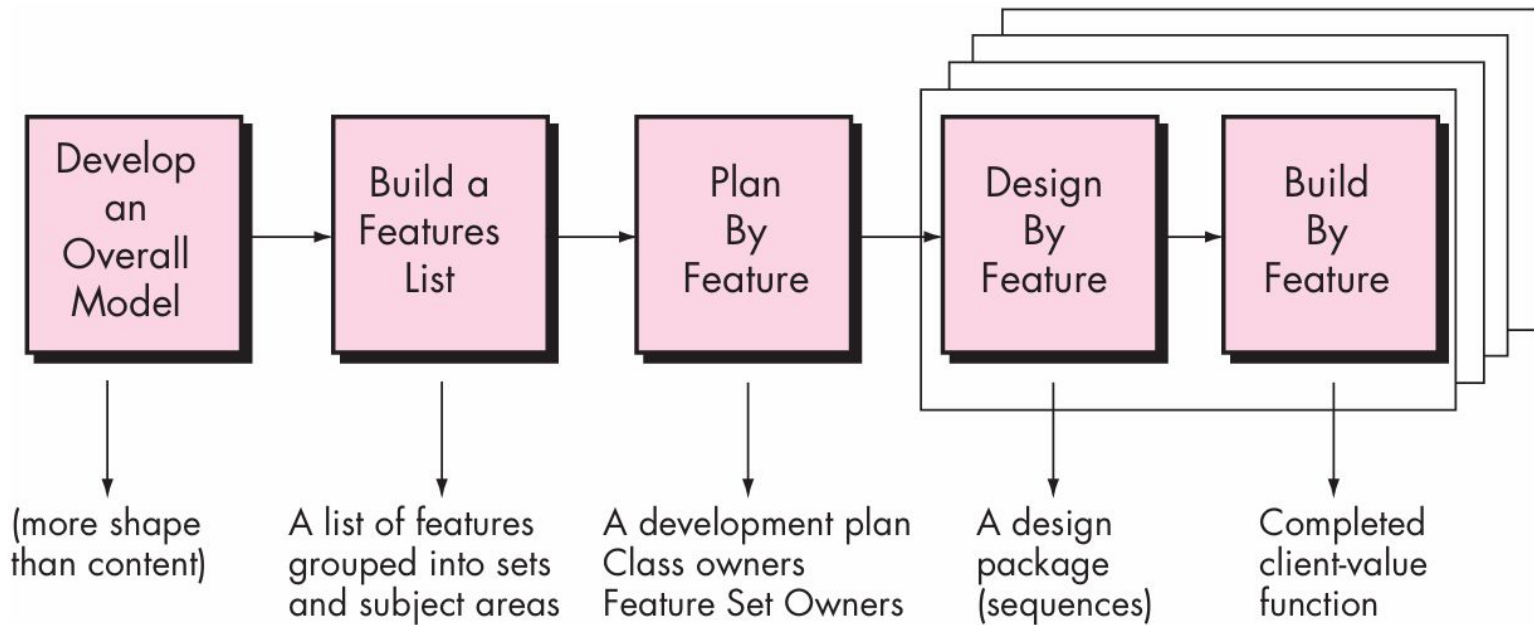 Develop
an
Overall
Model
Build a
Features
List
Plan
By
Feature
Design
By
Feature
Build
By
Feature
(more shape
than content)
A list of features
grouped into sets
and subject areas
A development plan
Class owners
Feature Set Owners
A design
package
(sequences)
Completed
client-value
function